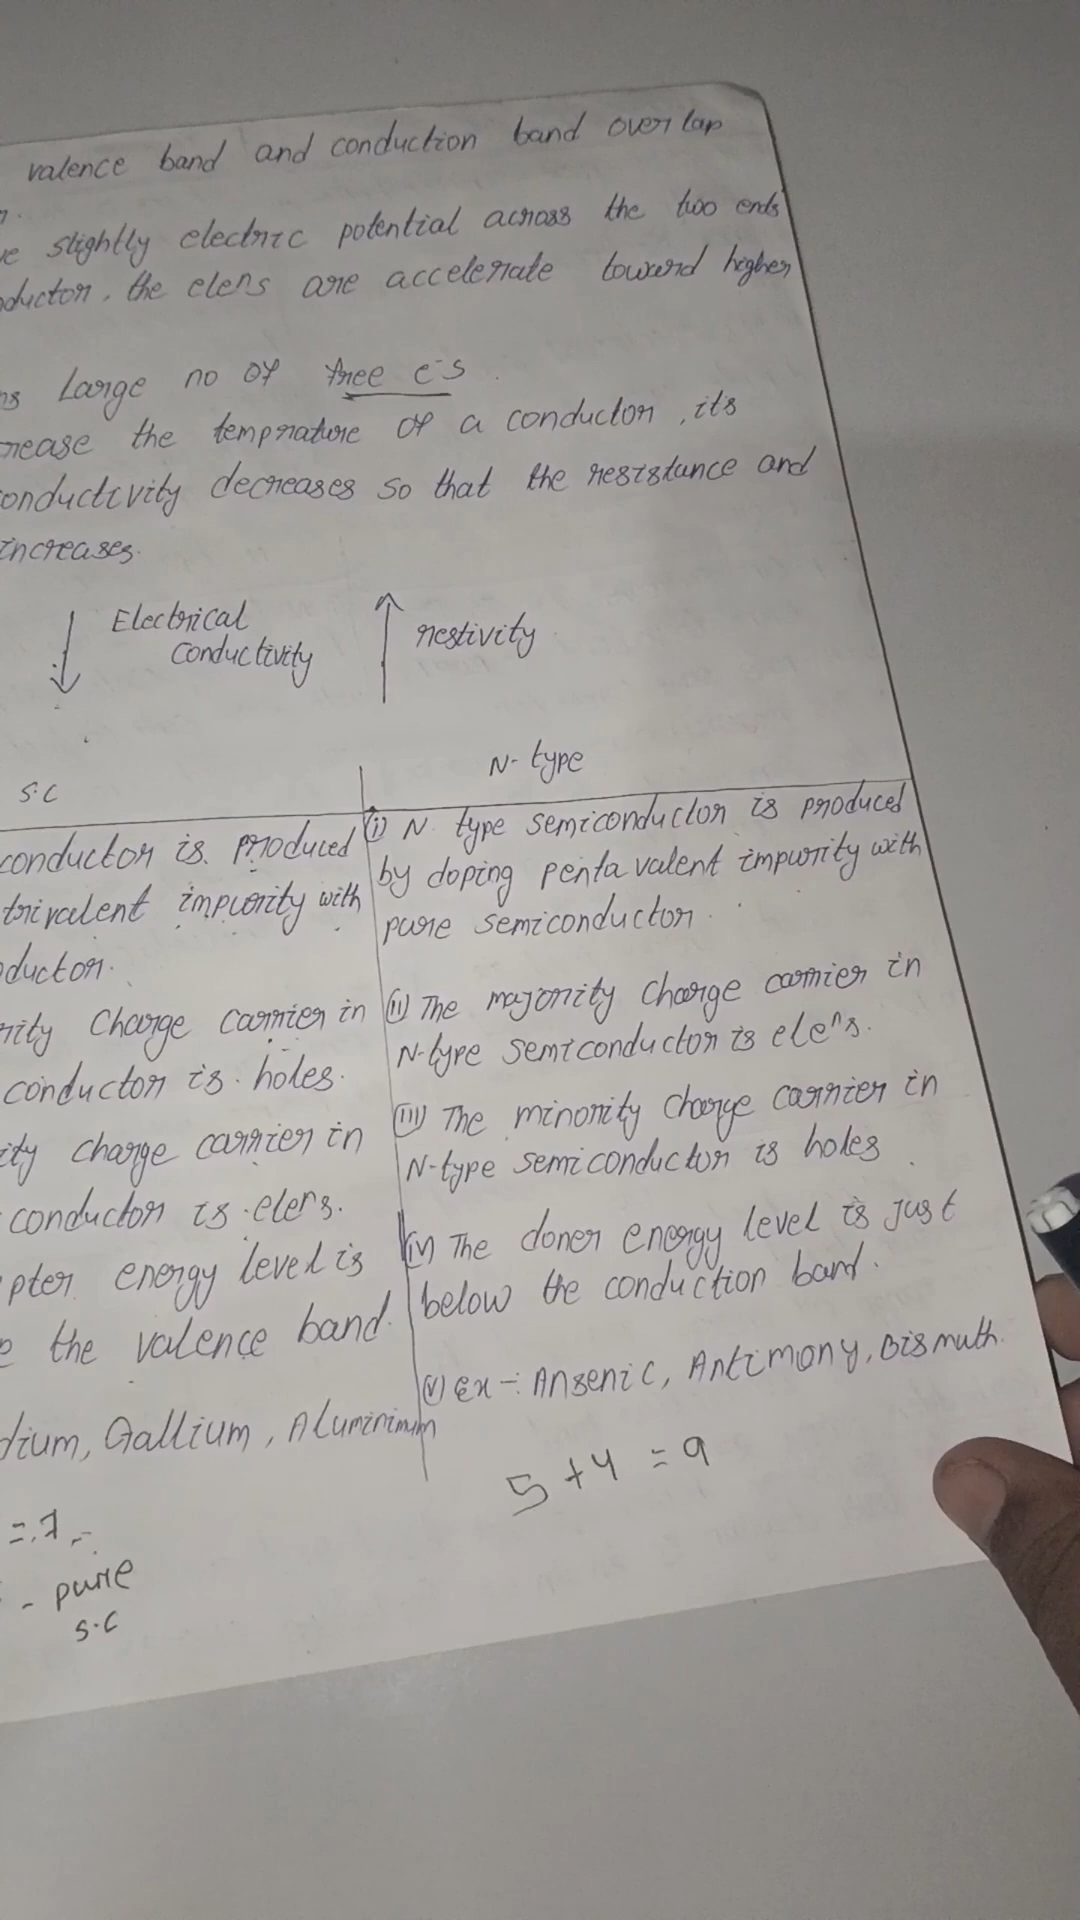 valence band and conduction band over lap
n.
ve slightly electric potential across the two ends
ductor, the elens are accelerate toward higher
ns Large no of free e⁻s.
rease the temprature of a conductor, its
onductivity decreases so that the resistance and
increases.
↓ Electrical conductivity ↑ restivity
S.C
conductor is produced
trivalent impurity with
ductor.
rity Charge carrier in
conductor is holes.
ity charge carrier in
conductor is elens.
pter energy level is
e the valence band.
dium, Gallium, Aluminimum
= 7
- pure
S.C
N-type
(i) N type semiconductor is produced
by doping penta valent impurity with
pure semiconductor.
(ii) The majority charge carrier in
N-type semiconductor is eleⁿs.
(iii) The minority charge carrier in
N-type semiconductor is holes.
(iv) The doner energy level is just
below the conduction band.
(v) Ex -: Arsenic, Antimony, Bismuth.
5 + 4 = 9